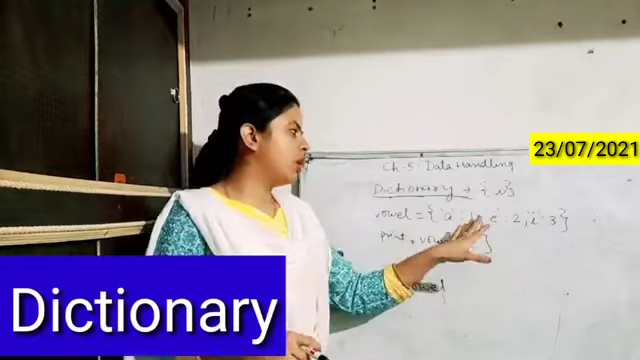 23/07/2021
Ch-5: Data Handling
Dictionary → { }
vowel = { 'a' : 1, 'e' : 2, 'i' : 3 }
print
Dictionary